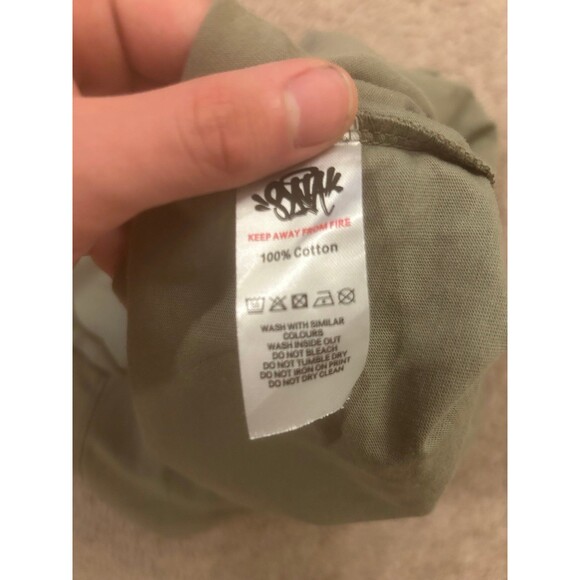 KEEP AWAY FROM FIRE
100% Cotton
WASH WITH SIMILAR
COLOURS
WASH INSIDE OUT
DO NOT BLEACH
DO NOT TUMBLE DRY
DO NOT IRON ON PRINT
DO NOT DRY CLEAN